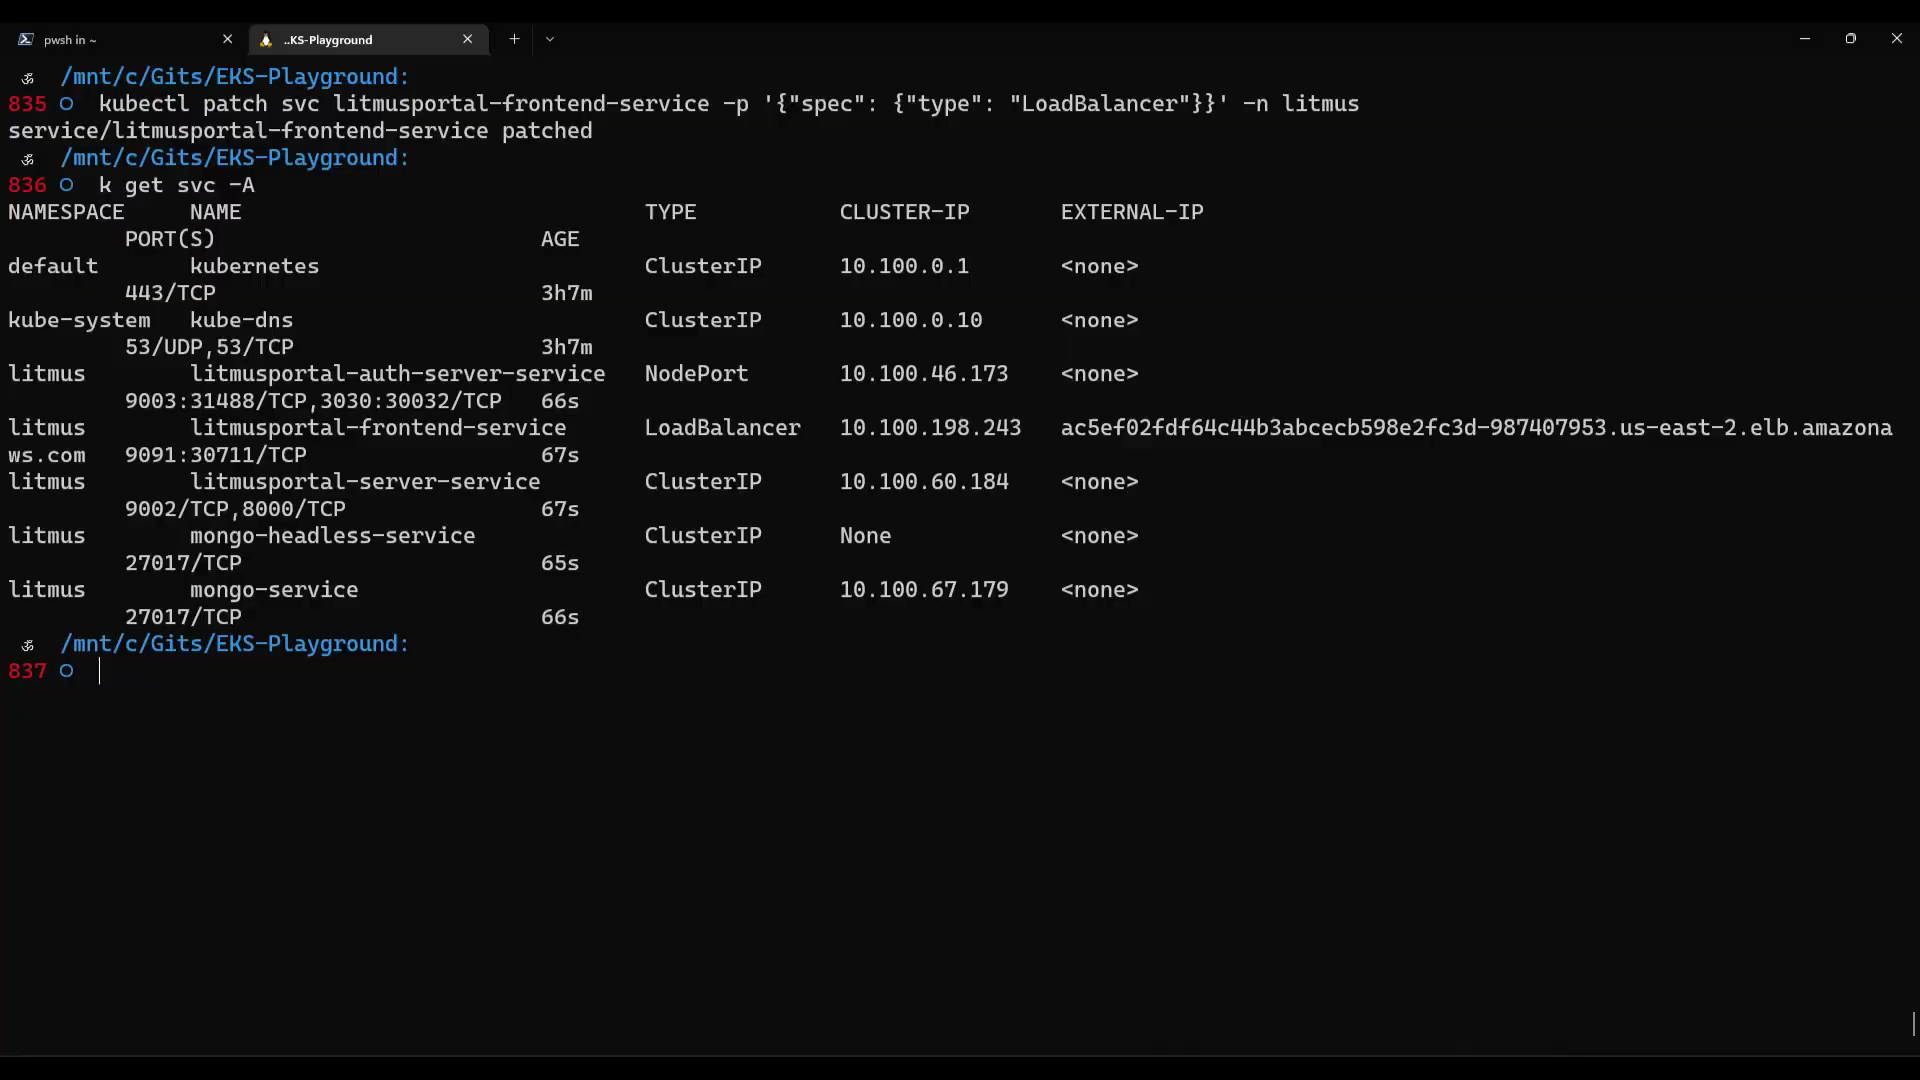 pwsh in ~
..KS-Playground
ॐ /mnt/c/Gits/EKS-Playground:
835 kubectl patch svc litmusportal-frontend-service -p '{"spec": {"type": "LoadBalancer"}}' -n litmus
service/litmusportal-frontend-service patched
ॐ /mnt/c/Gits/EKS-Playground:
836 k get svc -A
NAMESPACE NAME TYPE CLUSTER-IP EXTERNAL-IP
PORT(S) AGE
default kubernetes ClusterIP 10.100.0.1 <none>
443/TCP 3h7m
kube-system kube-dns ClusterIP 10.100.0.10 <none>
53/UDP,53/TCP 3h7m
litmus litmusportal-auth-server-service NodePort 10.100.46.173 <none>
9003:31488/TCP,3030:30032/TCP 66s
litmus litmusportal-frontend-service LoadBalancer 10.100.198.243 ac5ef02fdf64c44b3abcecb598e2fc3d-987407953.us-east-2.elb.amazona
ws.com 9091:30711/TCP 67s
litmus litmusportal-server-service ClusterIP 10.100.60.184 <none>
9002/TCP,8000/TCP 67s
litmus mongo-headless-service ClusterIP None <none>
27017/TCP 65s
litmus mongo-service ClusterIP 10.100.67.179 <none>
27017/TCP 66s
ॐ /mnt/c/Gits/EKS-Playground:
837